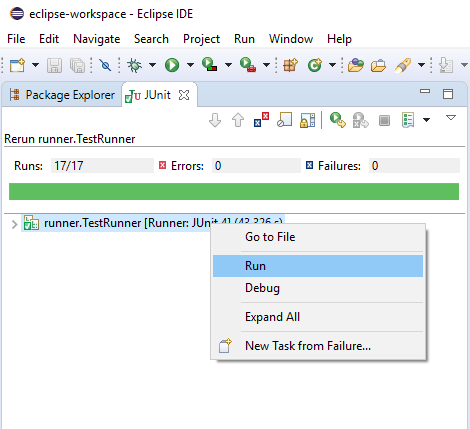 eclipse-workspace - Eclipse IDE
File Edit Navigate Search Project Run Window Help
Package Explorer JUnit
Rerun runner.TestRunner
Runs: 17/17 Errors: 0 Failures: 0
runner.TestRunner [Runner: JUnit 4] (43.326 s)
Go to File
Run
Debug
Expand All
New Task from Failure...